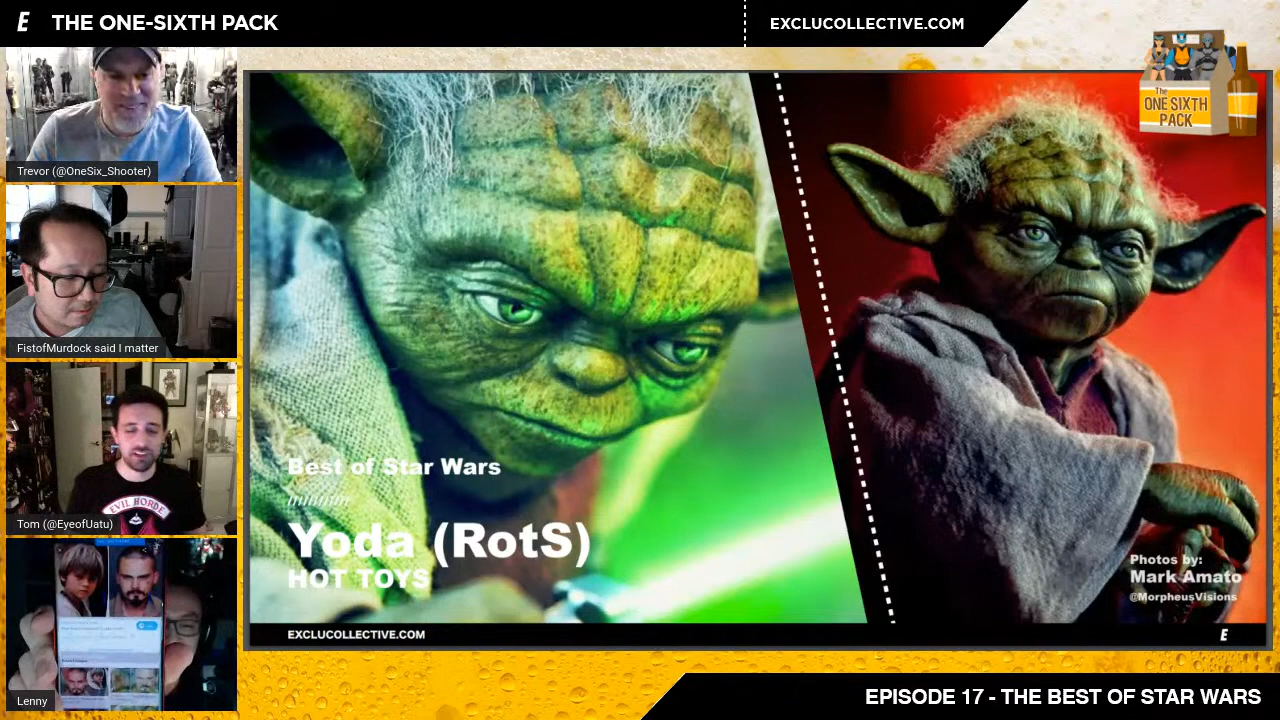 E THE ONE-SIXTH PACK
EXCLUCOLLECTIVE.COM
The
ONE SIXTH
PACK
Trevor (@OneSix_Shooter)
FistofMurdock said I matter
EVIL HORDE
Tom (@EyeofUatu)
Lenny
Best of Star Wars
Yoda (RotS)
HOT TOYS
Photos by:
Mark Amato
@MorpheusVisions
EXCLUCOLLECTIVE.COM
E
EPISODE 17 - THE BEST OF STAR WARS